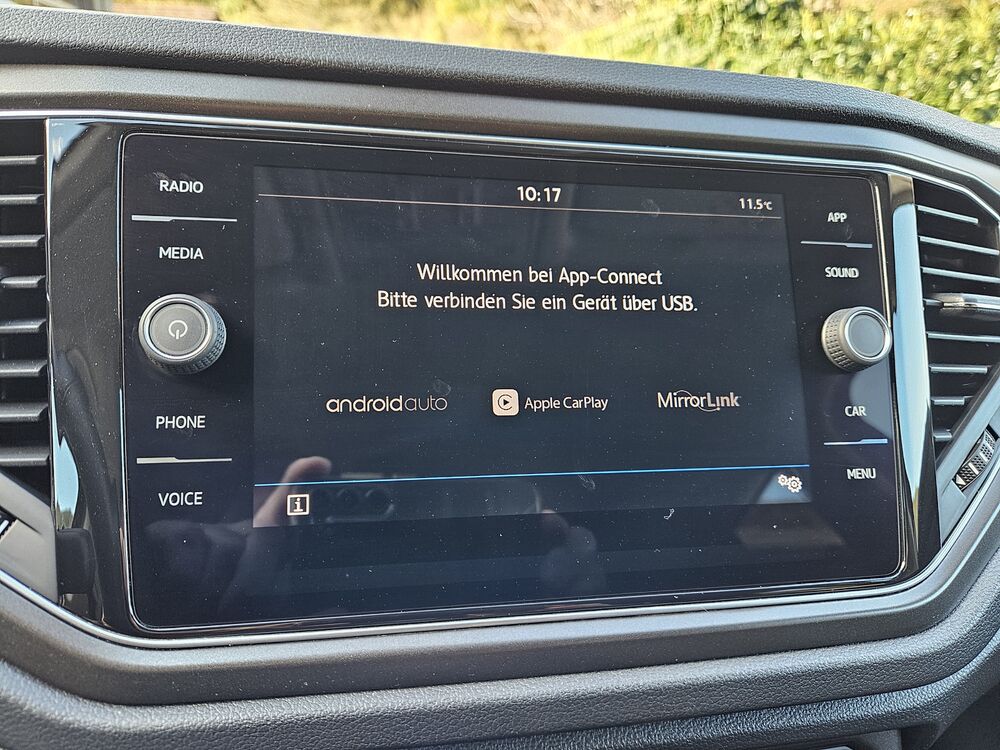 RADIO
MEDIA
PHONE
VOICE
10:17
11.5°C
Willkommen bei App-Connect
Bitte verbinden Sie ein Gerät über USB.
androidauto
Apple CarPlay
MirrorLink
i
APP
SOUND
CAR
MENU